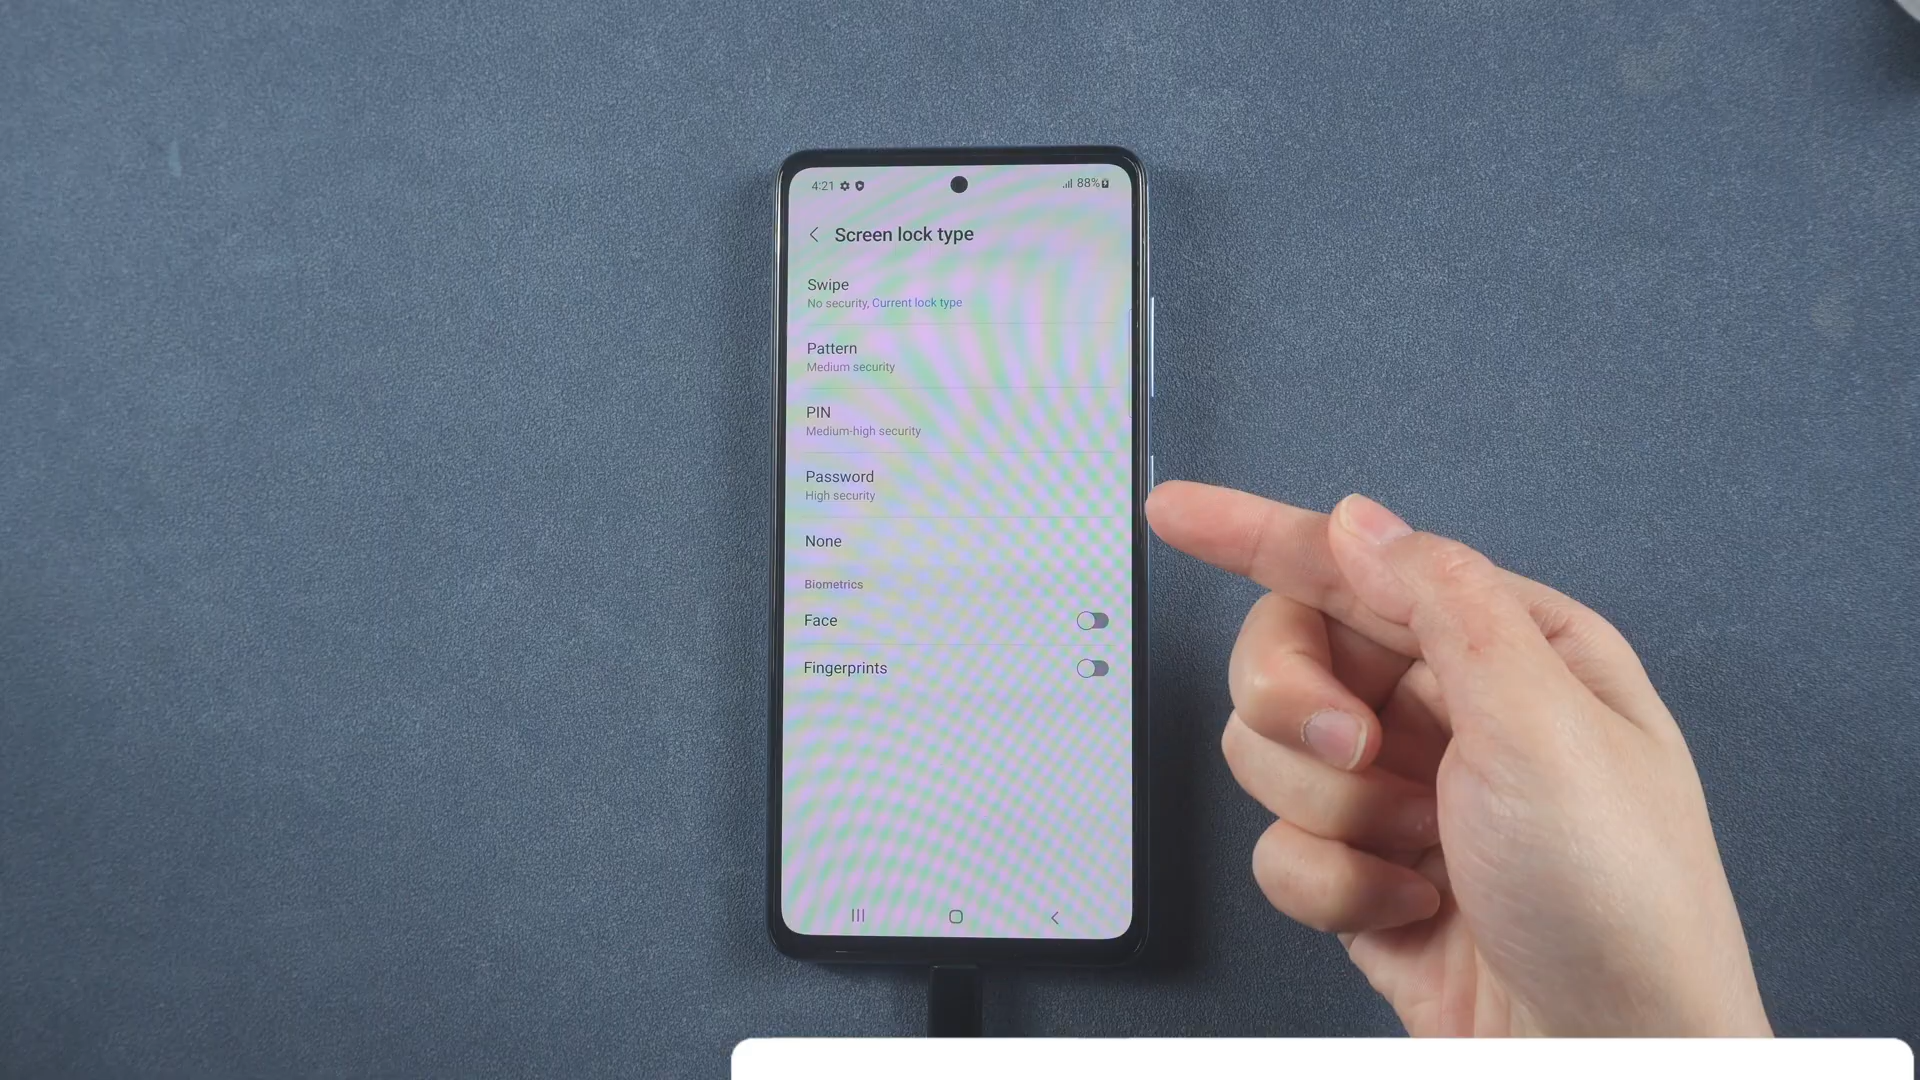 4:21 88%
Screen lock type
Swipe
No security, Current lock type
Pattern
Medium security
PIN
Medium-high security
Password
High security
None
Biometrics
Face
Fingerprints